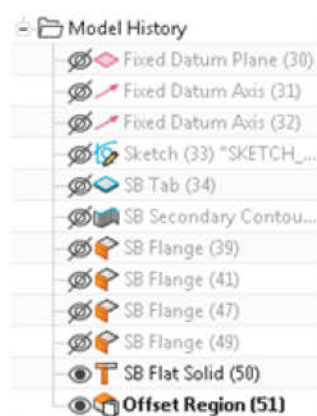 Model History
Fixed Datum Plane (30)
Fixed Datum Axis (31)
Fixed Datum Axis (32)
Sketch (33) "SKETCH_...
SB Tab (34)
SB Secondary Contou...
SB Flange (39)
SB Flange (41)
SB Flange (47)
SB Flange (49)
SB Flat Solid (50)
Offset Region (51)